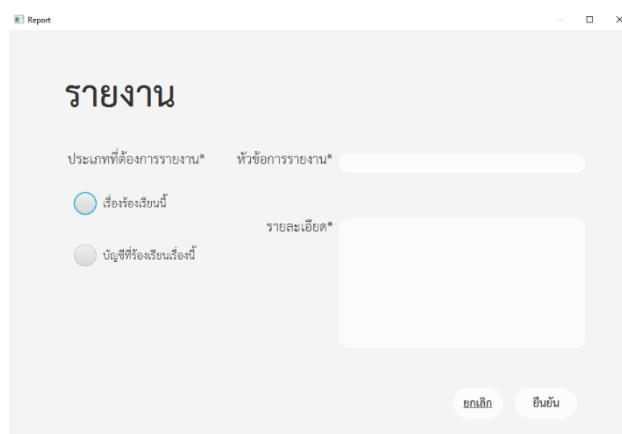 Report
รายงาน
ประเภทที่ต้องการรายงาน*
หัวข้อการรายงาน*
เรื่องร้องเรียนนี้
รายละเอียด*
บัญชีที่ร้องเรียนเรื่องนี้
ยกเลิก
ยืนยัน